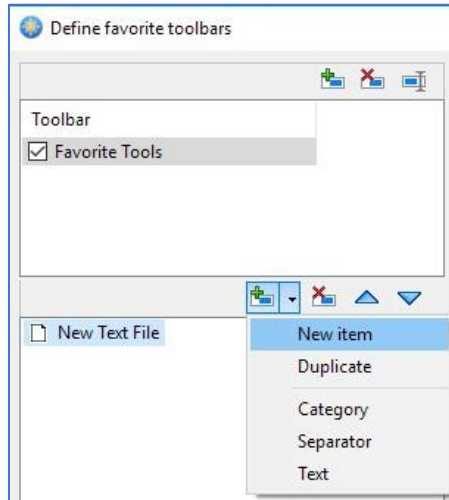 Define favorite toolbars
Toolbar
Favorite Tools
New Text File
New item
Duplicate
Category
Separator
Text